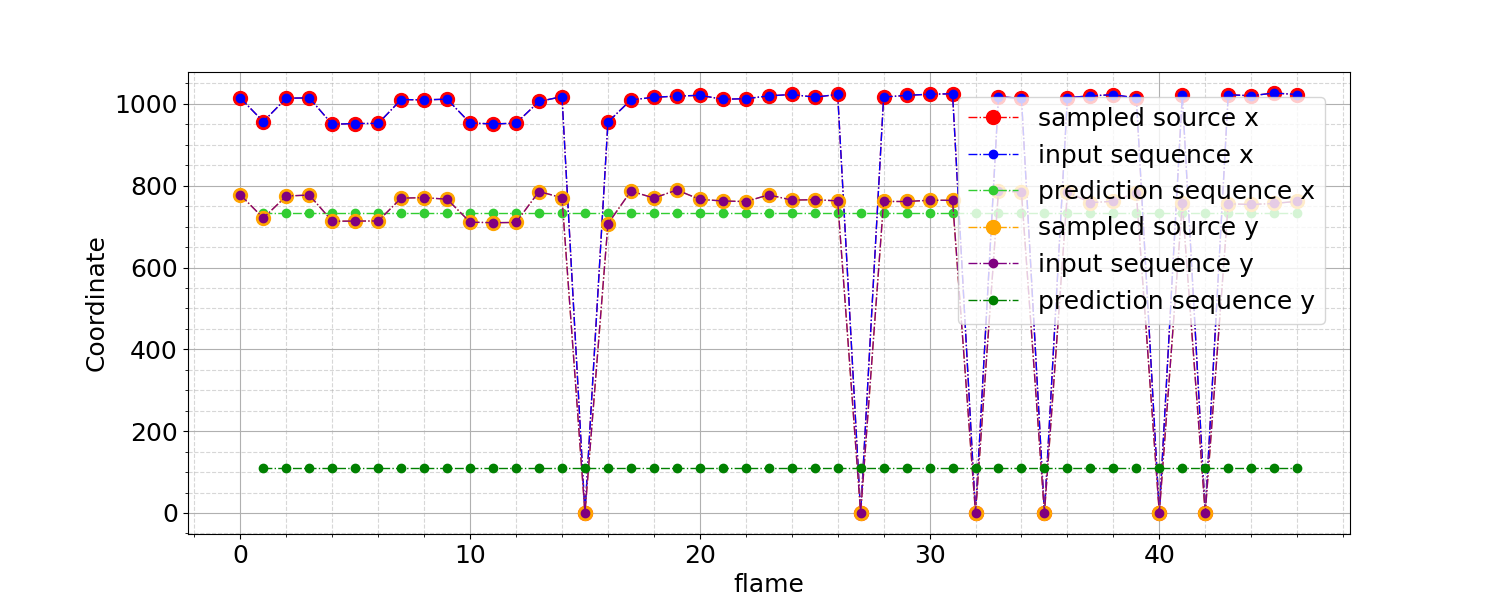 1000
800
600
400
200
0
Coordinate
sampled source x
input sequence x
prediction sequence x
sampled source y
input sequence y
prediction sequence y
0 10 20 30 40
flame